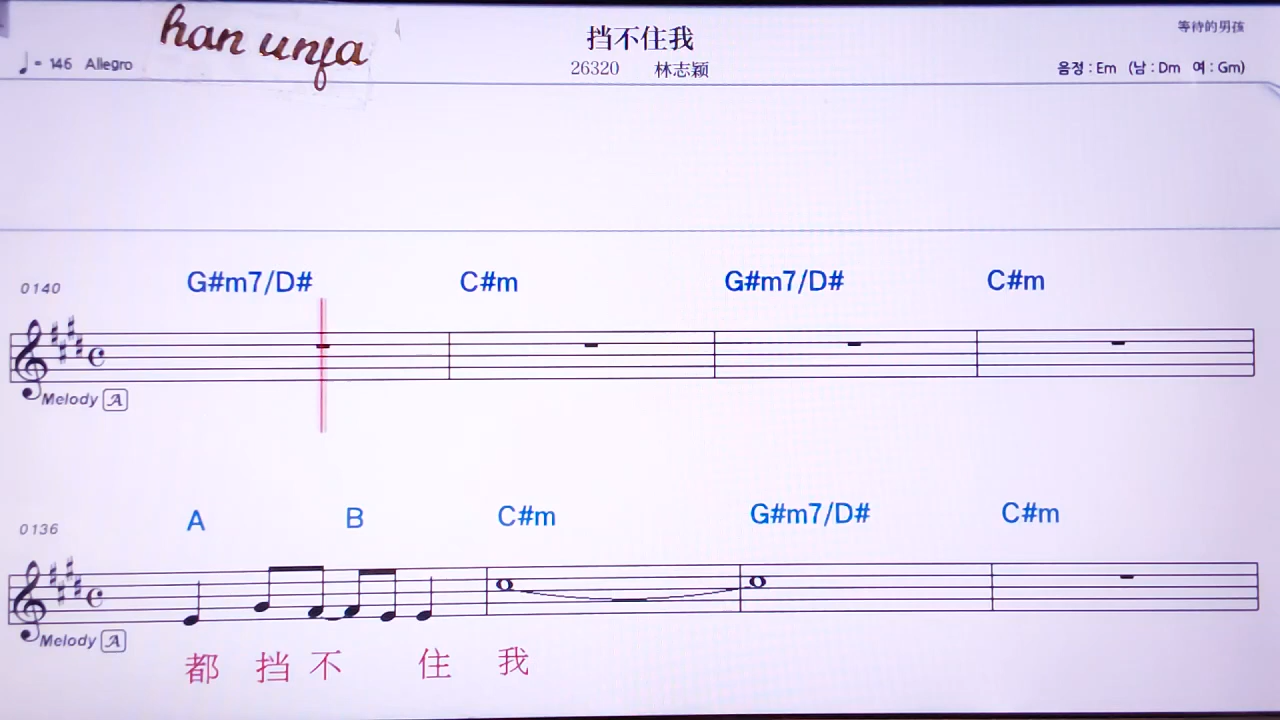 han unfa
挡不住我
等待的男孩
♩= 146 Allegro
26320 林志颖
음정 : Em (남 : Dm 여 : Gm)
G#m7/D# C#m G#m7/D# C#m
0140
Melody A
A B C#m G#m7/D# C#m
0136
Melody A
都 挡 不 住 我